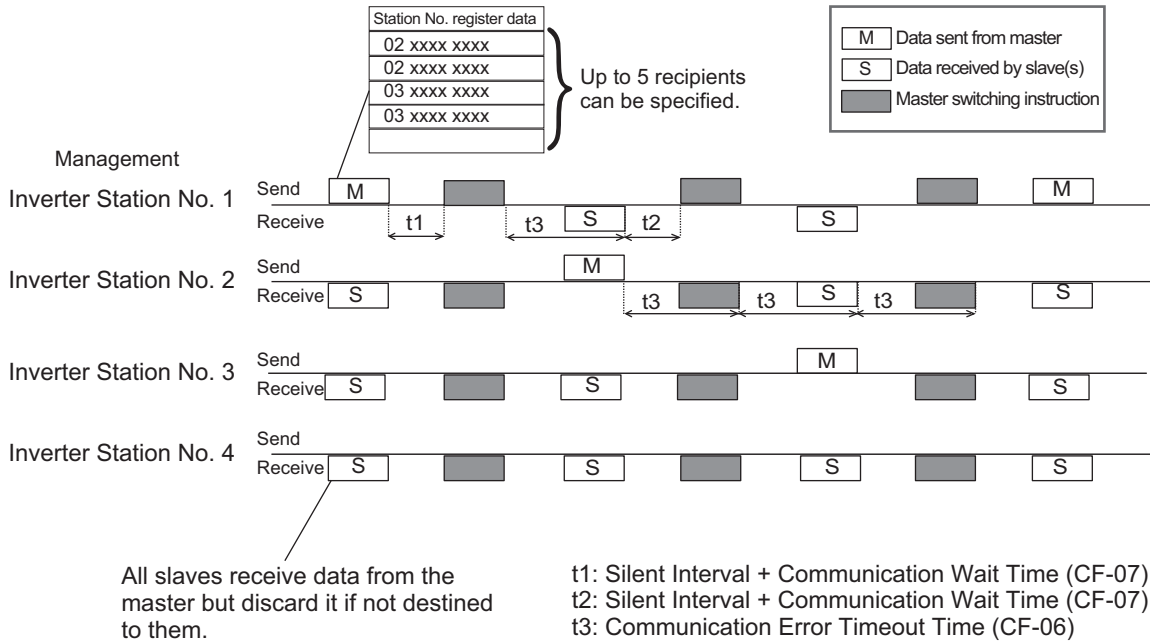 Station No. register data
02 xxxx xxxx
02 xxxx xxxx
03 xxxx xxxx
03 xxxx xxxx
Up to 5 recipients
can be specified.
M Data sent from master
S Data received by slave(s)
Master switching instruction
Management
Inverter Station No. 1
Send
Receive
M
t1
t3
S
t2
S
M
Inverter Station No. 2
Send
Receive
S
M
t3
t3
S
t3
S
Inverter Station No. 3
Send
Receive
S
S
M
S
Inverter Station No. 4
Send
Receive
S
S
S
S
All slaves receive data from the
master but discard it if not destined
to them.
t1: Silent Interval + Communication Wait Time (CF-07)
t2: Silent Interval + Communication Wait Time (CF-07)
t3: Communication Error Timeout Time (CF-06)